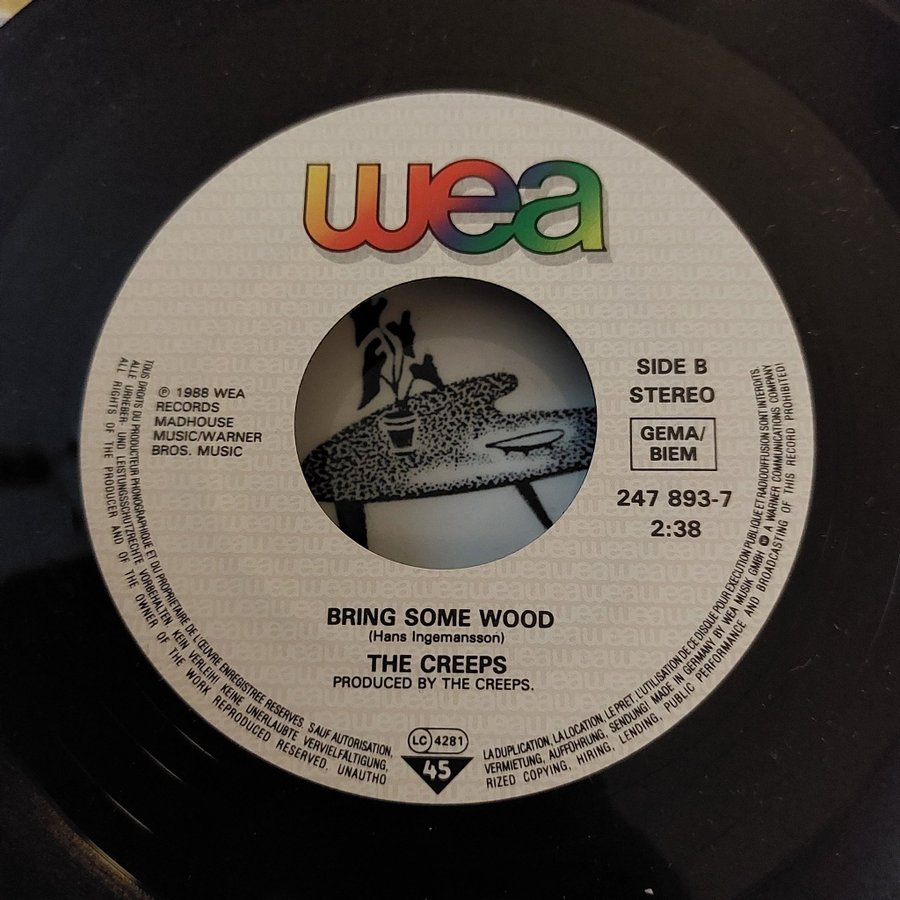 wea
℗ 1988 WEA
RECORDS
MADHOUSE
MUSIC/WARNER
BROS. MUSIC
SIDE B
STEREO
GEMA/
BIEM
247 893-7
2:38
BRING SOME WOOD
(Hans Ingemansson)
THE CREEPS
PRODUCED BY THE CREEPS.
LC 4281
45
TOUS DROITS DU PRODUCTEUR PHONOGRAPHIQUE ET DU PROPRIETAIRE DE L'ŒUVRE ENREGISTREE RESERVES. SAUF AUTORISATION,
LA DUPLICATION, LA LOCATION, LE PRET, L'UTILISATION DE CE DISQUE POUR EXECUTION PUBLIQUE ET RADIODIFFUSION SONT INTERDITS.
ALLE URHEBER- UND LEISTUNGSSCHUTZRECHTE VORBEHALTEN. KEIN VERLEIH! KEINE UNERLAUBTE VERVIELFÄLTIGUNG,
VERMIETUNG, AUFFÜHRUNG, SENDUNG! MADE IN GERMANY BY WEA MUSIK GMBH A WARNER COMMUNICATIONS COMPANY
ALL RIGHTS OF THE PRODUCER AND OF THE OWNER OF THE WORK REPRODUCED RESERVED. UNAUTHO
RIZED COPYING, HIRING, LENDING, PUBLIC PERFORMANCE AND BROADCASTING OF THIS RECORD PROHIBITED!